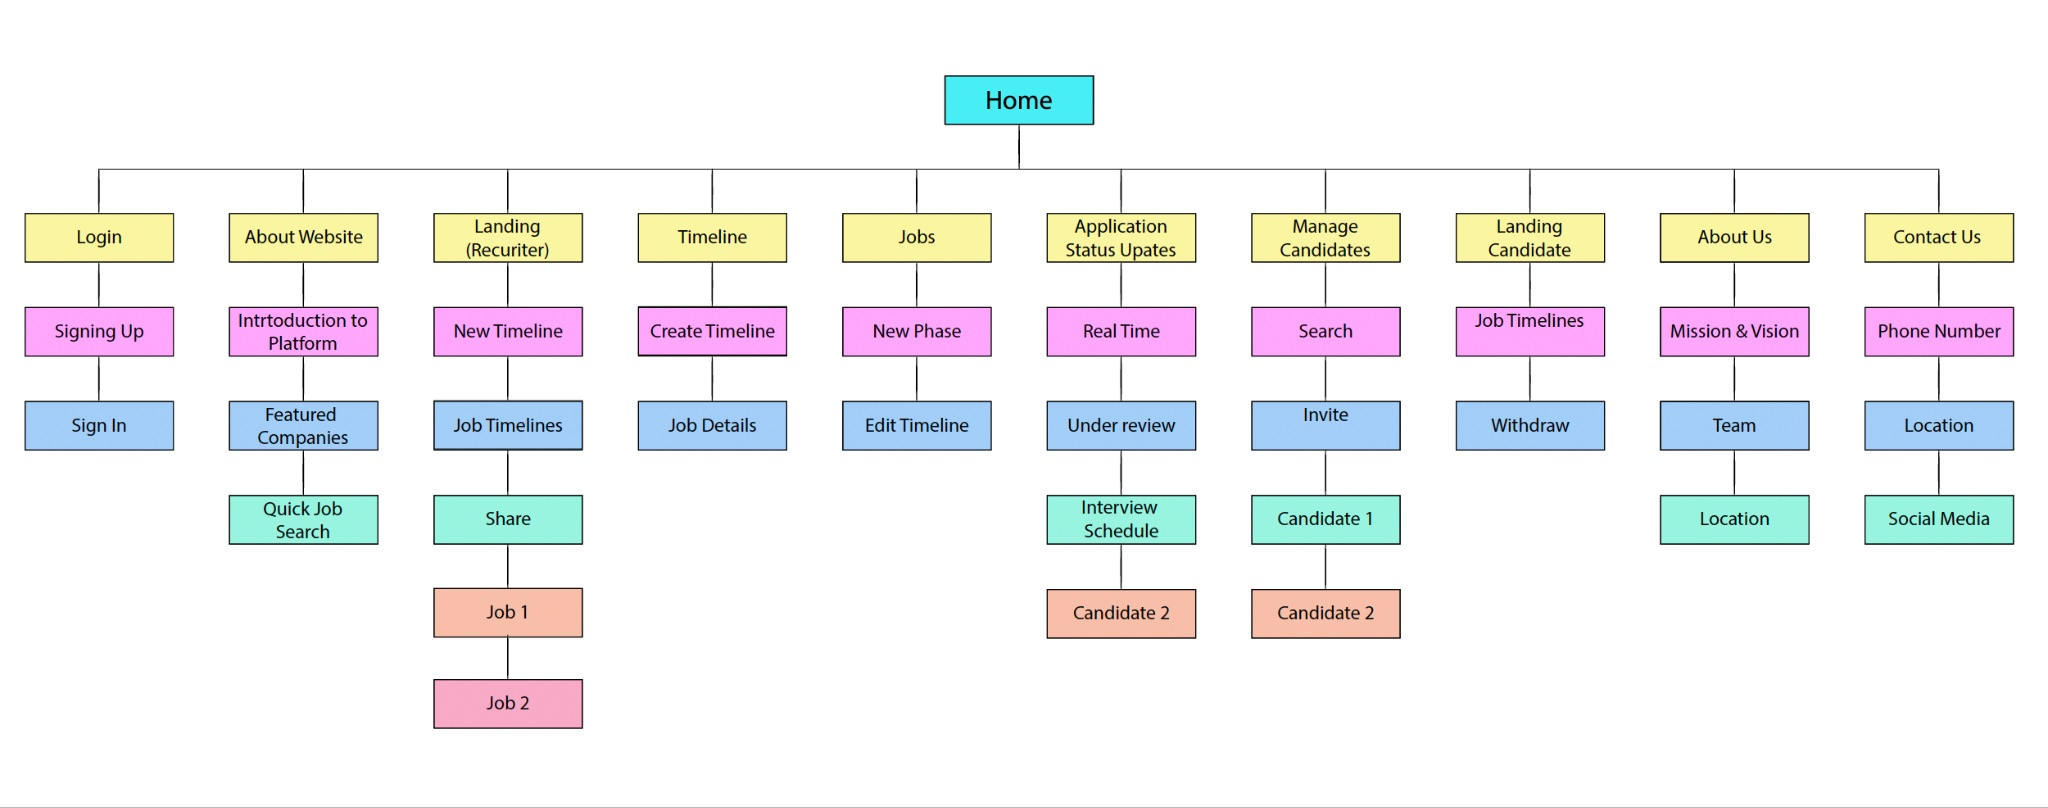 Home
Login
About Website
Landing
(Recuriter)
Timeline
Jobs
Application
Status Upates
Manage
Candidates
Landing
Candidate
About Us
Contact Us
Signing Up
Intrtoduction to
Platform
New Timeline
Create Timeline
New Phase
Real Time
Search
Job Timelines
Mission & Vision
Phone Number
Sign In
Featured
Companies
Job Timelines
Job Details
Edit Timeline
Under review
Invite
Withdraw
Team
Location
Quick Job
Search
Share
Interview
Schedule
Candidate 1
Location
Social Media
Job 1
Candidate 2
Candidate 2
Job 2